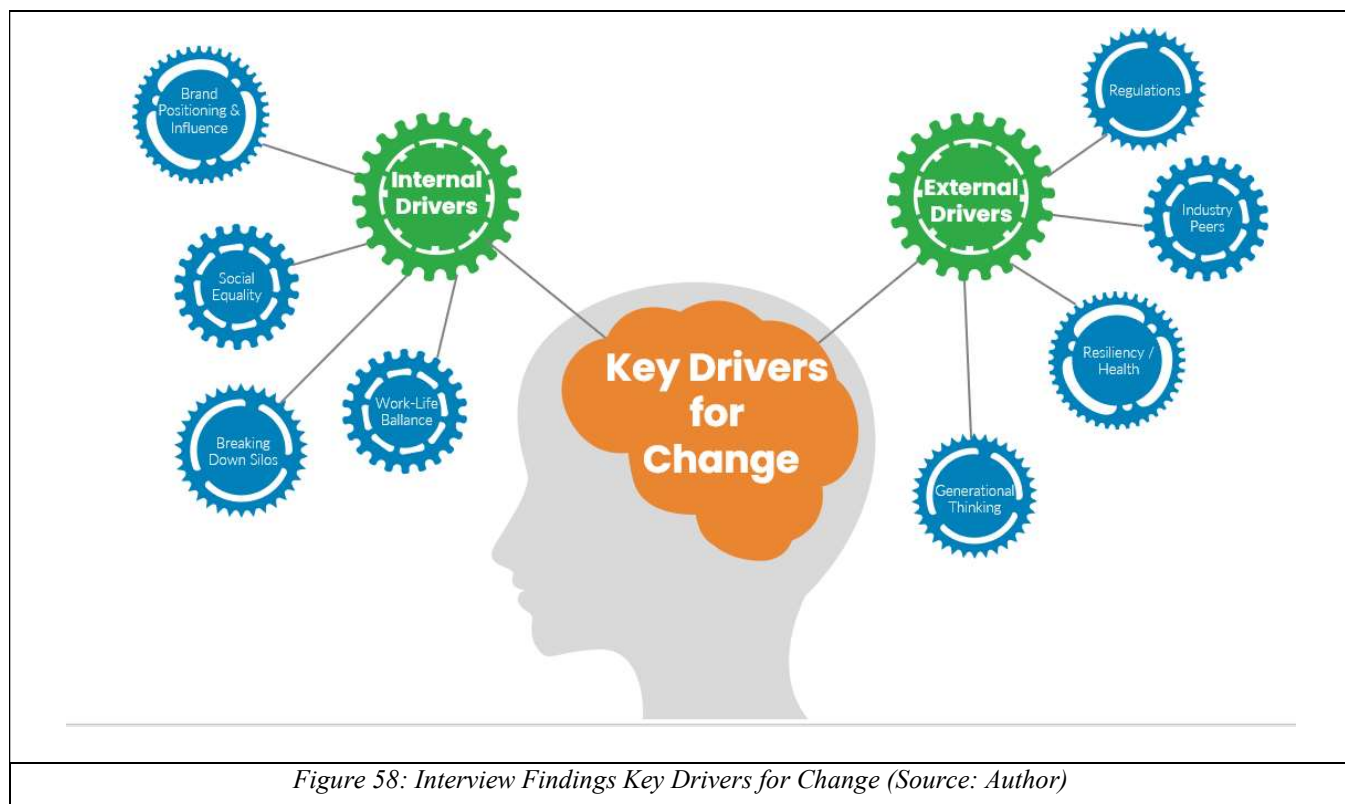 Brand
Positioning &
Influence
Internal
Drivers
Social
Equality
Breaking
Down Silos
Work-Life
Ballance
Key Drivers
for
Change
External
Drivers
Regulations
Industry
Peers
Resiliency /
Health
Generational
Thinking
Figure 58: Interview Findings Key Drivers for Change (Source: Author)